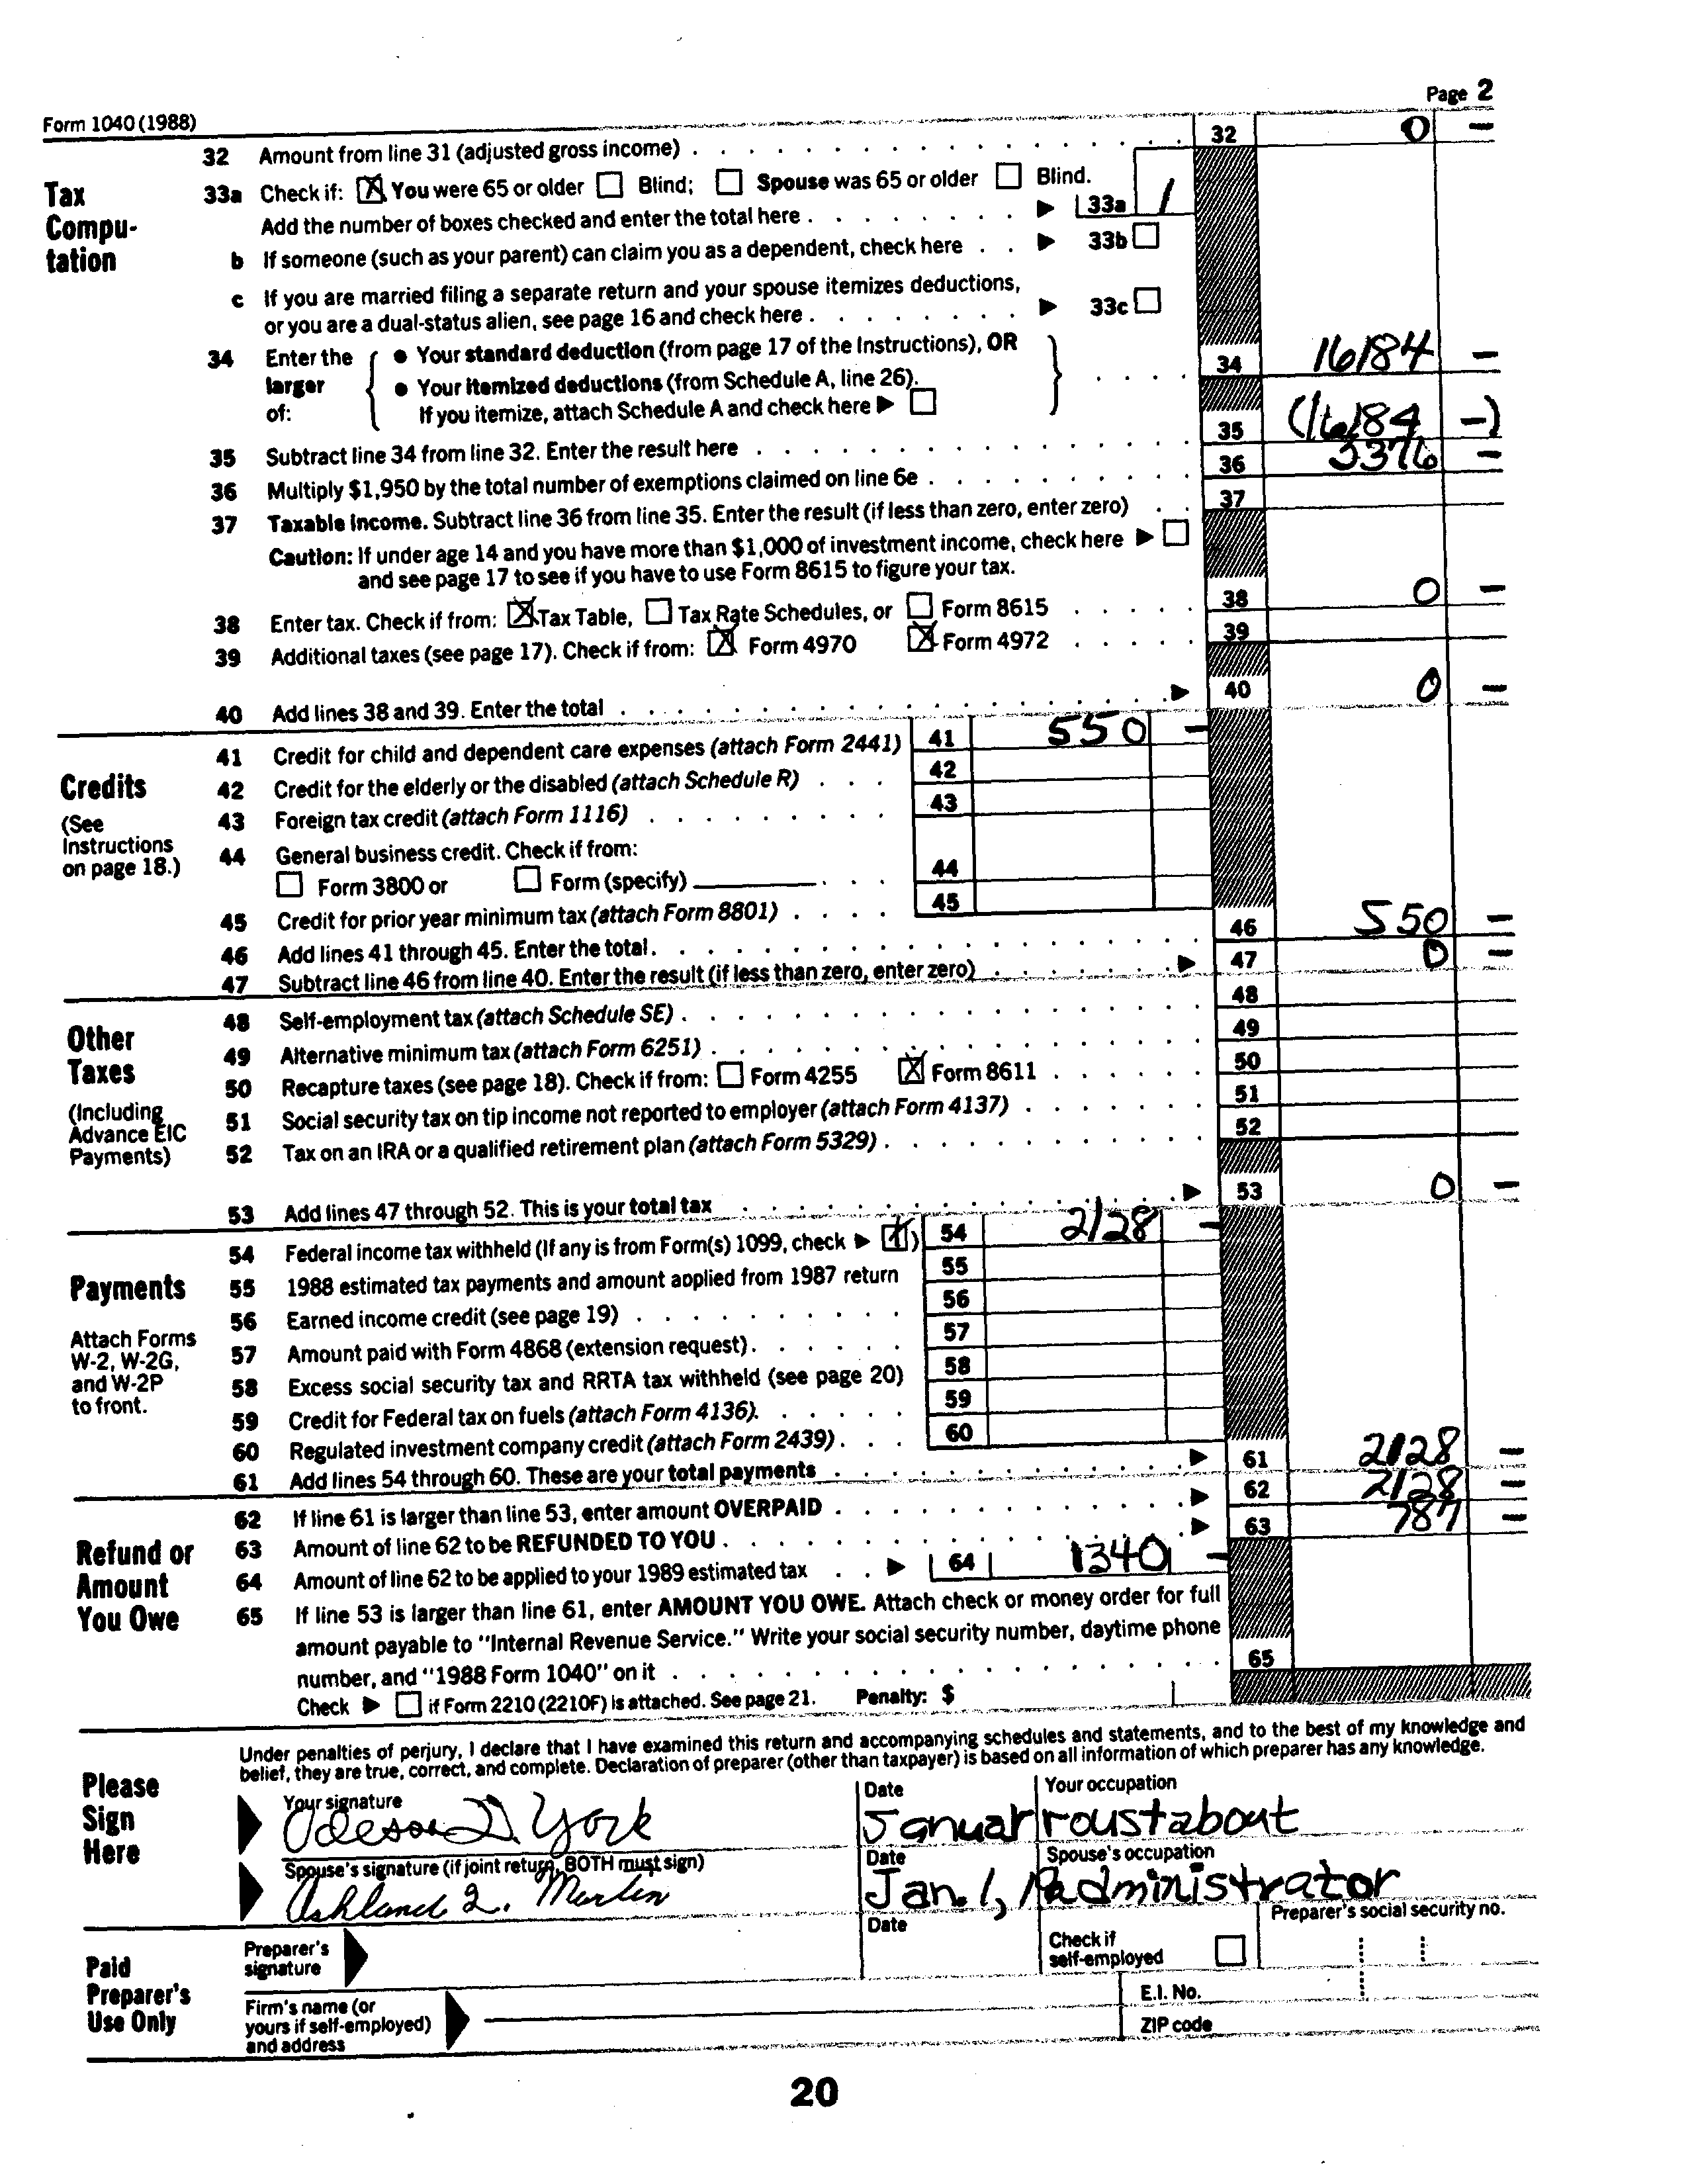 Form 1040 (1988) Page 2
Tax Computation
32 Amount from line 31 (adjusted gross income) 32 0 –
33a Check if: [X] You were 65 or older [ ] Blind; [ ] Spouse was 65 or older [ ] Blind.
Add the number of boxes checked and enter the total here ▶ 33a 1
b If someone (such as your parent) can claim you as a dependent, check here ▶ 33b [ ]
c If you are married filing a separate return and your spouse itemizes deductions,
or you are a dual-status alien, see page 16 and check here ▶ 33c [ ]
34 Enter the larger of: { ● Your standard deduction (from page 17 of the Instructions), OR
● Your itemized deductions (from Schedule A, line 26).
If you itemize, attach Schedule A and check here ▶ [ ] } 34 16184 –
35 Subtract line 34 from line 32. Enter the result here 35 (16184 –)
36 Multiply $1,950 by the total number of exemptions claimed on line 6e 36 3376 –
37 Taxable income. Subtract line 36 from line 35. Enter the result (if less than zero, enter zero) 37
Caution: If under age 14 and you have more than $1,000 of investment income, check here ▶ [ ]
and see page 17 to see if you have to use Form 8615 to figure your tax.
38 Enter tax. Check if from: [X] Tax Table, [ ] Tax Rate Schedules, or [ ] Form 8615 38 0 –
39 Additional taxes (see page 17). Check if from: [X] Form 4970 [X] Form 4972 39
40 Add lines 38 and 39. Enter the total ▶ 40 0 –
Credits
(See Instructions on page 18.)
41 Credit for child and dependent care expenses (attach Form 2441) 41 550 –
42 Credit for the elderly or the disabled (attach Schedule R) 42
43 Foreign tax credit (attach Form 1116) 43
44 General business credit. Check if from:
[ ] Form 3800 or [ ] Form (specify) 44
45 Credit for prior year minimum tax (attach Form 8801) 45
46 Add lines 41 through 45. Enter the total 46 550 –
47 Subtract line 46 from line 40. Enter the result (if less than zero, enter zero) ▶ 47 0 –
Other Taxes
(Including Advance EIC Payments)
48 Self-employment tax (attach Schedule SE) 48
49 Alternative minimum tax (attach Form 6251) 49
50 Recapture taxes (see page 18). Check if from: [ ] Form 4255 [X] Form 8611 50
51 Social security tax on tip income not reported to employer (attach Form 4137) 51
52 Tax on an IRA or a qualified retirement plan (attach Form 5329) 52
53 Add lines 47 through 52. This is your total tax ▶ 53 0 –
Payments
Attach Forms W-2, W-2G, and W-2P to front.
54 Federal income tax withheld (If any is from Form(s) 1099, check ▶ [X]) 54 2128 –
55 1988 estimated tax payments and amount applied from 1987 return 55
56 Earned income credit (see page 19) 56
57 Amount paid with Form 4868 (extension request) 57
58 Excess social security tax and RRTA tax withheld (see page 20) 58
59 Credit for Federal tax on fuels (attach Form 4136) 59
60 Regulated investment company credit (attach Form 2439) 60
61 Add lines 54 through 60. These are your total payments ▶ 61 2128 –
Refund or Amount You Owe
62 If line 61 is larger than line 53, enter amount OVERPAID ▶ 62 2128 –
63 Amount of line 62 to be REFUNDED TO YOU ▶ 63 787 –
64 Amount of line 62 to be applied to your 1989 estimated tax ▶ 64 1340 –
65 If line 53 is larger than line 61, enter AMOUNT YOU OWE. Attach check or money order for full
amount payable to "Internal Revenue Service." Write your social security number, daytime phone
number, and "1988 Form 1040" on it 65
Check ▶ [ ] if Form 2210 (2210F) is attached. See page 21. Penalty: $
Please Sign Here
Under penalties of perjury, I declare that I have examined this return and accompanying schedules and statements, and to the best of my knowledge and
belief, they are true, correct, and complete. Declaration of preparer (other than taxpayer) is based on all information of which preparer has any knowledge.
Your signature Date Your occupation
Odessa D. York Januar roustabout
Spouse's signature (if joint return, BOTH must sign) Date Spouse's occupation
Ashland Q. Merlin Jan. 1, 1 administrator
Paid Preparer's Use Only
Preparer's signature Date Check if self-employed [ ] Preparer's social security no.
Firm's name (or yours if self-employed) and address E.I. No.
ZIP code
20